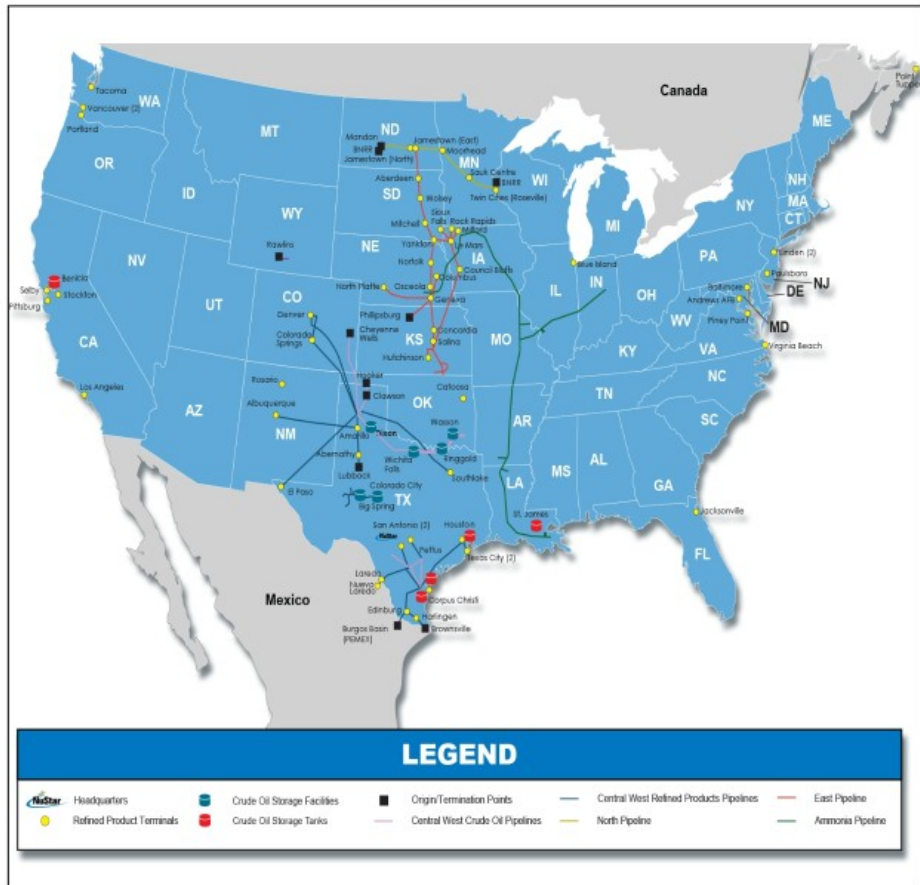 Canada
Mexico
WA
OR
CA
ID
NV
MT
WY
UT
AZ
CO
NM
ND
SD
NE
KS
OK
TX
MN
IA
MO
AR
LA
WI
IL
MI
IN
OH
KY
TN
MS
AL
GA
FL
SC
NC
VA
WV
PA
NY
ME
NH
MA
CT
NJ
DE
MD
Tacoma
Vancouver (2)
Portland
Benicia
Selby
Stockton
Pittsburg
Los Angeles
Rawlins
Mandan
BNRR
Jamestown (North)
Jamestown (East)
Moorhead
Sauk Centre
BNRR
Twin Cities (Roseville)
Aberdeen
Wolsey
Mitchell
Sioux
Falls
Rock Rapids
Milford
Le Mars
Yankton
Norfolk
Columbus
Council Bluffs
North Platte
Osceola
Geneva
Phillipsburg
Concordia
Salina
Hutchinson
Denver
Colorado
Springs
Cheyenne
Wells
Hooker
Clawson
Rosario
Albuquerque
Amarillo
Abernathy
Lubbock
Catoosa
Wasson
Wichita
Falls
Ringgold
Southlake
El Paso
Colorado City
Big Spring
San Antonio (2)
NuStar
Pettus
Houston
Texas City (2)
Laredo
Nuevo
Laredo
Corpus Christi
Edinburg
Harlingen
Burgos Basin
(PEMEX)
Brownsville
St. James
Blue Island
Jacksonville
Linden (2)
Paulsboro
Baltimore
Andrews AFB
Piney Point
Virginia Beach
Point
Tupper
LEGEND
NuStar
Headquarters
Refined Product Terminals
Crude Oil Storage Facilities
Crude Oil Storage Tanks
Origin/Termination Points
Central West Crude Oil Pipelines
Central West Refined Products Pipelines
North Pipeline
East Pipeline
Ammonia Pipeline